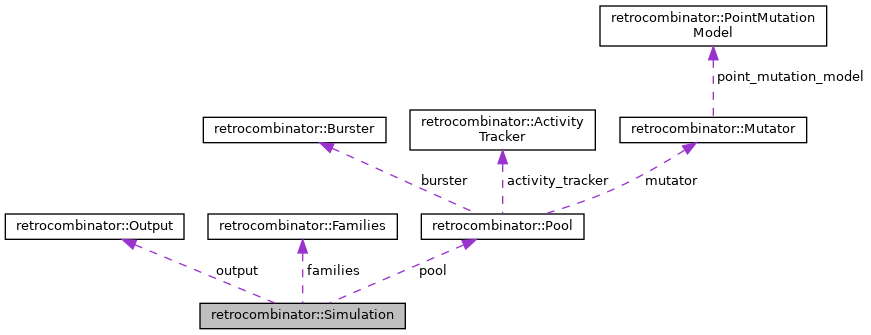 retrocombinator::PointMutation
Model
point_mutation_model
retrocombinator::Burster
retrocombinator::Activity
Tracker
retrocombinator::Mutator
burster
activity_tracker
mutator
retrocombinator::Output
retrocombinator::Families
retrocombinator::Pool
output
families
pool
retrocombinator::Simulation